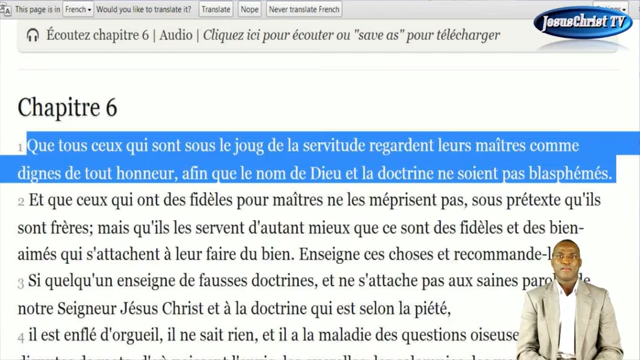 This page is in French Would you like to translate it? Translate Nope Never translate French
JesusChrist TV
Écoutez chapitre 6 | Audio | Cliquez ici pour écouter ou "save as" pour télécharger
Chapitre 6
1 Que tous ceux qui sont sous le joug de la servitude regardent leurs maîtres comme
dignes de tout honneur, afin que le nom de Dieu et la doctrine ne soient pas blasphémés.
2 Et que ceux qui ont des fidèles pour maîtres ne les méprisent pas, sous prétexte qu'ils
sont frères; mais qu'ils les servent d'autant mieux que ce sont des fidèles et des bien-
aimés qui s'attachent à leur faire du bien. Enseigne ces choses et recommande-l
3 Si quelqu'un enseigne de fausses doctrines, et ne s'attache pas aux saines paro de
notre Seigneur Jésus Christ et à la doctrine qui est selon la piété,
4 il est enflé d'orgueil, il ne sait rien, et il a la maladie des questions oiseuse